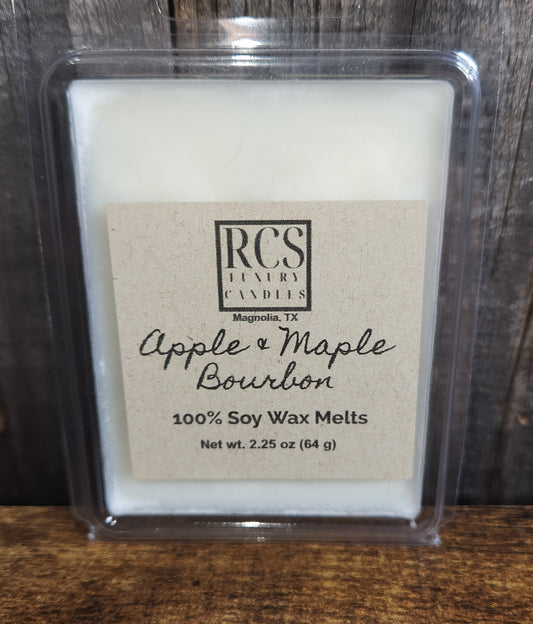 RCS
LUXURY
CANDLES
Magnolia, TX
Apple & Maple
Bourbon
100% Soy Wax Melts
Net wt. 2.25 oz (64 g)